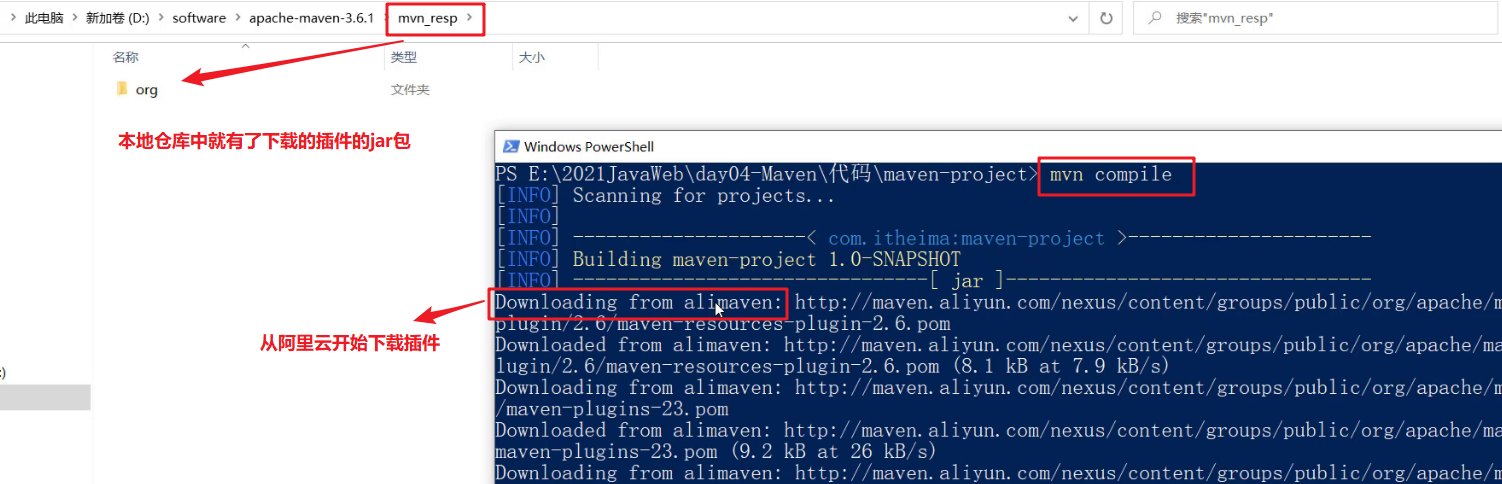 此电脑 > 新加卷 (D:) > software > apache-maven-3.6.1 > mvn_resp >
搜索"mvn_resp"
名称 类型 大小
org 文件夹
本地仓库中就有了下载的插件的jar包
Windows PowerShell
PS E:\2021JavaWeb\day04-Maven\代码\maven-project> mvn compile
[INFO] Scanning for projects...
[INFO]
[INFO] ---------------------< com.itheima:maven-project >----------------------
[INFO] Building maven-project 1.0-SNAPSHOT
[INFO] --------------------------------[ jar ]---------------------------------
Downloading from alimaven: http://maven.aliyun.com/nexus/content/groups/public/org/apache/m
plugin/2.6/maven-resources-plugin-2.6.pom
从阿里云开始下载插件
Downloaded from alimaven: http://maven.aliyun.com/nexus/content/groups/public/org/apache/ma
lugin/2.6/maven-resources-plugin-2.6.pom (8.1 kB at 7.9 kB/s)
Downloading from alimaven: http://maven.aliyun.com/nexus/content/groups/public/org/apache/m
/maven-plugins-23.pom
Downloaded from alimaven: http://maven.aliyun.com/nexus/content/groups/public/org/apache/ma
maven-plugins-23.pom (9.2 kB at 26 kB/s)
Downloading from alimaven: http://maven.aliyun.com/nexus/content/groups/public/org/apache/m